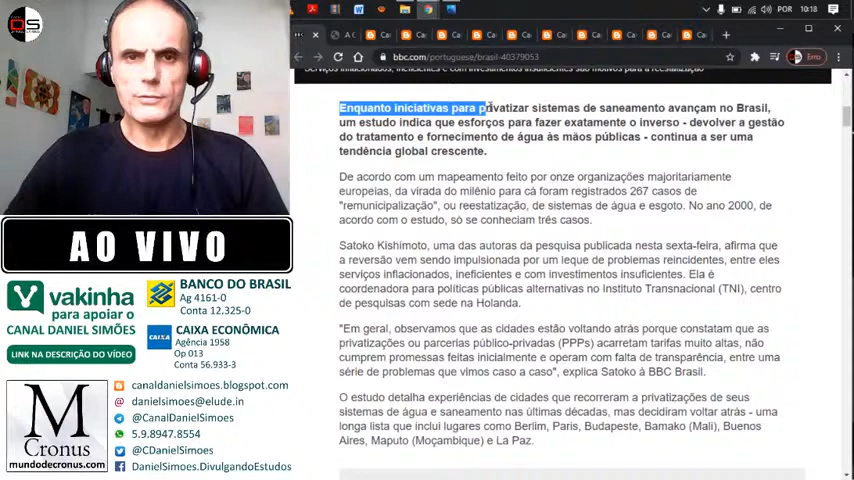 DS
AO VIVO
vakinha
para apoiar o
CANAL DANIEL SIMÕES
LINK NA DESCRIÇÃO DO VÍDEO
BANCO DO BRASIL
Ag 4161-0
Conta 12.325-0
CAIXA
CAIXA ECONÔMICA
Agência 1958
Op 013
Conta 56.933-3
M
Cronus
mundodecronus.com
canaldanielsimoes.blogspot.com
danielsimoes@elude.in
@CanalDanielSimoes
5.9.8947.8554
@CDanielSimoes
DanielSimoes.DivulgandoEstudos
POR 10:18
bbc.com/portuguese/brasil-40379053
Erro
Serviços inflacionados, ineficientes e com investimentos insuficientes são motivos para a reestatização
Enquanto iniciativas para privatizar sistemas de saneamento avançam no Brasil,
um estudo indica que esforços para fazer exatamente o inverso - devolver a gestão
do tratamento e fornecimento de água às mãos públicas - continua a ser uma
tendência global crescente.
De acordo com um mapeamento feito por onze organizações majoritariamente
europeias, da virada do milênio para cá foram registrados 267 casos de
"remunicipalização", ou reestatização, de sistemas de água e esgoto. No ano 2000, de
acordo com o estudo, só se conheciam três casos.
Satoko Kishimoto, uma das autoras da pesquisa publicada nesta sexta-feira, afirma que
a reversão vem sendo impulsionada por um leque de problemas reincidentes, entre eles
serviços inflacionados, ineficientes e com investimentos insuficientes. Ela é
coordenadora para políticas públicas alternativas no Instituto Transnacional (TNI), centro
de pesquisas com sede na Holanda.
"Em geral, observamos que as cidades estão voltando atrás porque constatam que as
privatizações ou parcerias público-privadas (PPPs) acarretam tarifas muito altas, não
cumprem promessas feitas inicialmente e operam com falta de transparência, entre uma
série de problemas que vimos caso a caso", explica Satoko à BBC Brasil.
O estudo detalha experiências de cidades que recorreram a privatizações de seus
sistemas de água e saneamento nas últimas décadas, mas decidiram voltar atrás - uma
longa lista que inclui lugares como Berlim, Paris, Budapeste, Bamako (Mali), Buenos
Aires, Maputo (Moçambique) e La Paz.